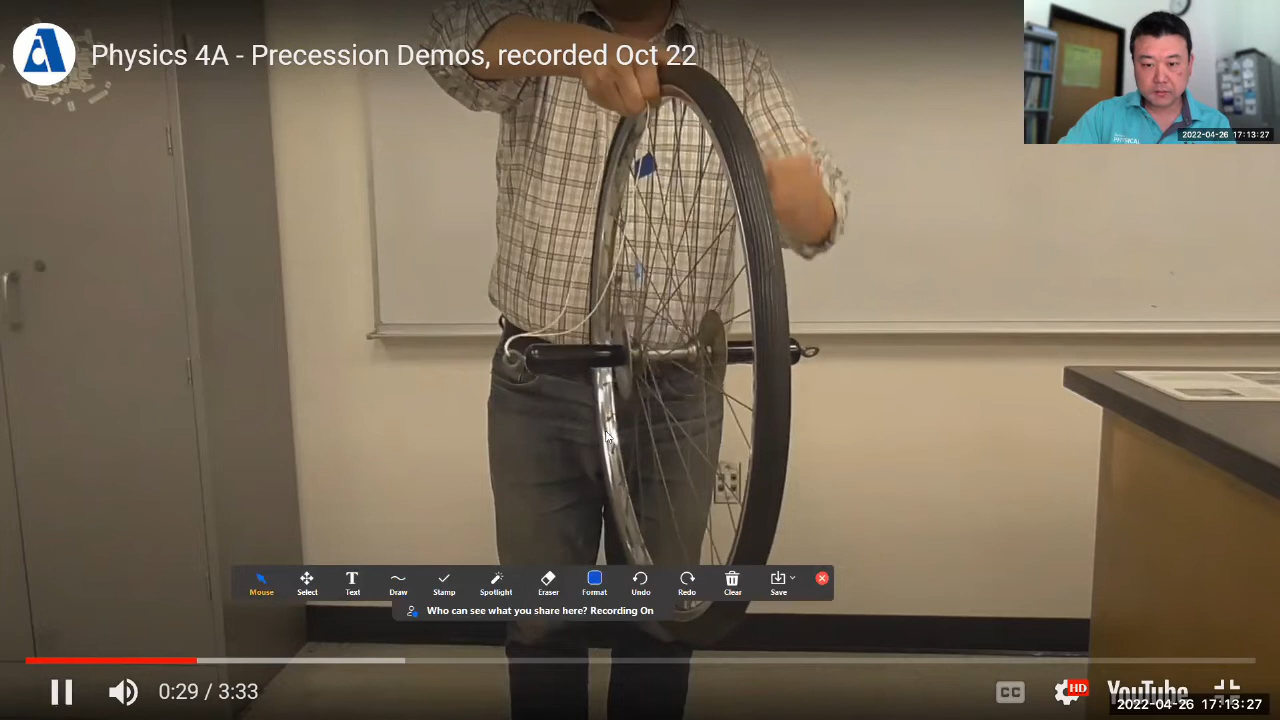 Physics 4A - Precession Demos, recorded Oct 22
2022-04-26 17:13:27
Mouse
Select
Text
Draw
Stamp
Spotlight
Eraser
Format
Undo
Redo
Clear
Save
Who can see what you share here? Recording On
0:29 / 3:33
CC
HD
YouTube
2022-04-26 17:13:27